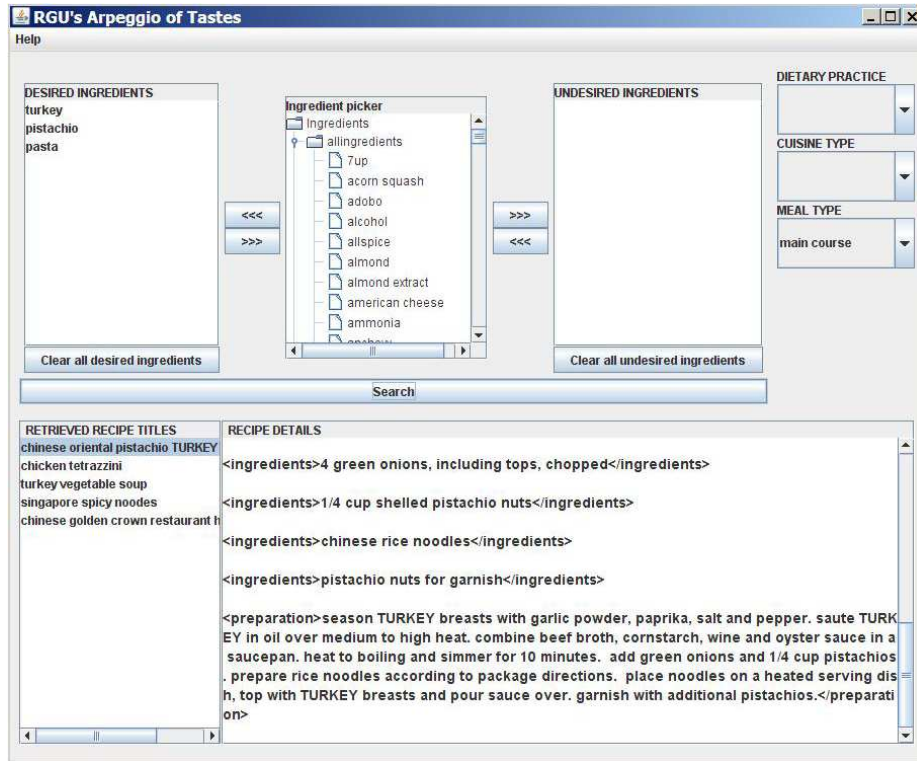 RGU's Arpeggio of Tastes
Help
DESIRED INGREDIENTS
turkey
pistachio
pasta
<<<
>>>
Ingredient picker
Ingredients
allingredients
7up
acorn squash
adobo
alcohol
allspice
almond
almond extract
american cheese
ammonia
>>>
<<<
UNDESIRED INGREDIENTS
DIETARY PRACTICE
CUISINE TYPE
MEAL TYPE
main course
Clear all desired ingredients
Clear all undesired ingredients
Search
RETRIEVED RECIPE TITLES
chinese oriental pistachio TURKEY
chicken tetrazzini
turkey vegetable soup
singapore spicy noodes
chinese golden crown restaurant h
RECIPE DETAILS
<ingredients>4 green onions, including tops, chopped</ingredients>
<ingredients>1/4 cup shelled pistachio nuts</ingredients>
<ingredients>chinese rice noodles</ingredients>
<ingredients>pistachio nuts for garnish</ingredients>
<preparation>season TURKEY breasts with garlic powder, paprika, salt and pepper. saute TURK
EY in oil over medium to high heat. combine beef broth, cornstarch, wine and oyster sauce in a
saucepan. heat to boiling and simmer for 10 minutes. add green onions and 1/4 cup pistachios
. prepare rice noodles according to package directions. place noodles on a heated serving dis
h, top with TURKEY breasts and pour sauce over. garnish with additional pistachios.</preparati
on>